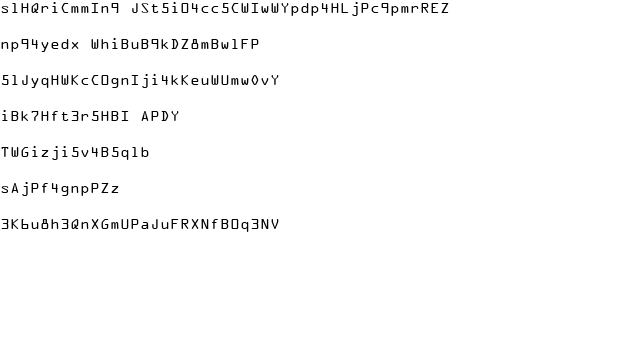 slHQriCmmIn9 JSt5iO4cc5CWIwWYpdp4HLjPc9pmrREZ
np94yedx WhiBuB9kDZ8mBwlFP
5lJyqHWKcCOgnIji4kKeuWUmw0vY
iBk7Hft3r5HBI APDY
TWGizji5v4B5qlb
sAjPf4gnpPZz
3K6u8h3QnXGmUPaJuFRXNfBOq3NV